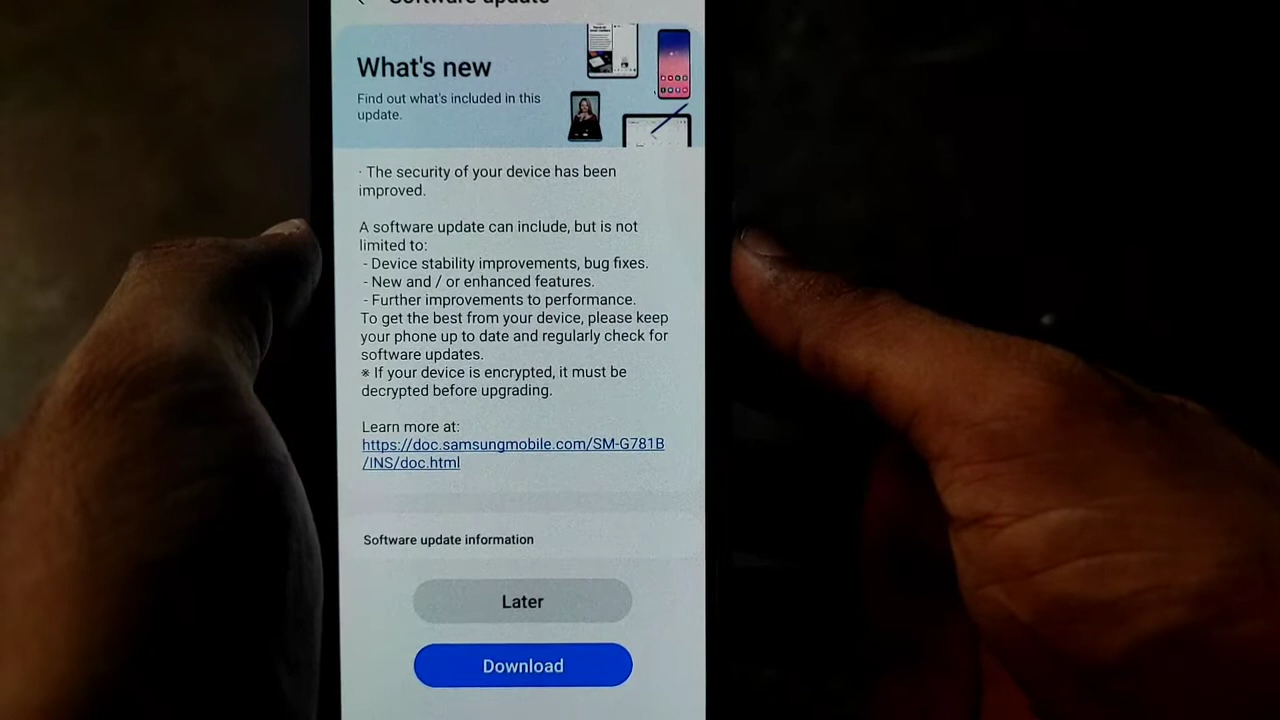 Software update
What's new
Find out what's included in this
update.
· The security of your device has been
improved.
A software update can include, but is not
limited to:
- Device stability improvements, bug fixes.
- New and / or enhanced features.
- Further improvements to performance.
To get the best from your device, please keep
your phone up to date and regularly check for
software updates.
※ If your device is encrypted, it must be
decrypted before upgrading.
Learn more at:
https://doc.samsungmobile.com/SM-G781B
/INS/doc.html
Software update information
Later
Download